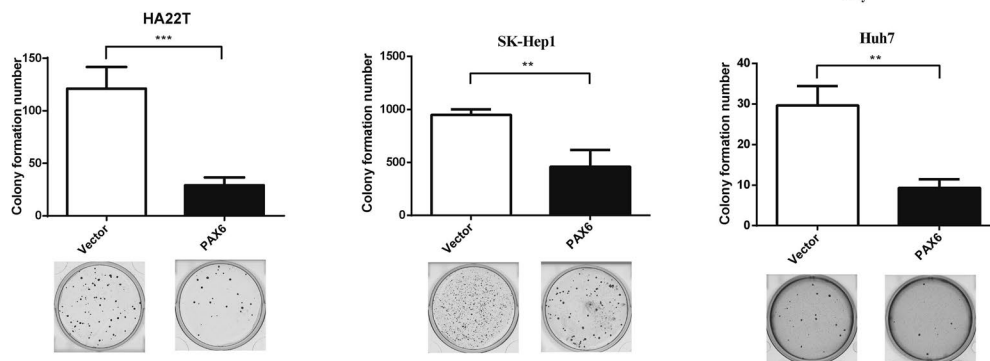 HA22T
***
Colony formation number
150
100
50
0
Vector
PAX6
SK-Hep1
**
Colony formation number
1500
1000
500
0
Vector
PAX6
Huh7
**
Colony formation number
40
30
20
10
0
Vector
PAX6